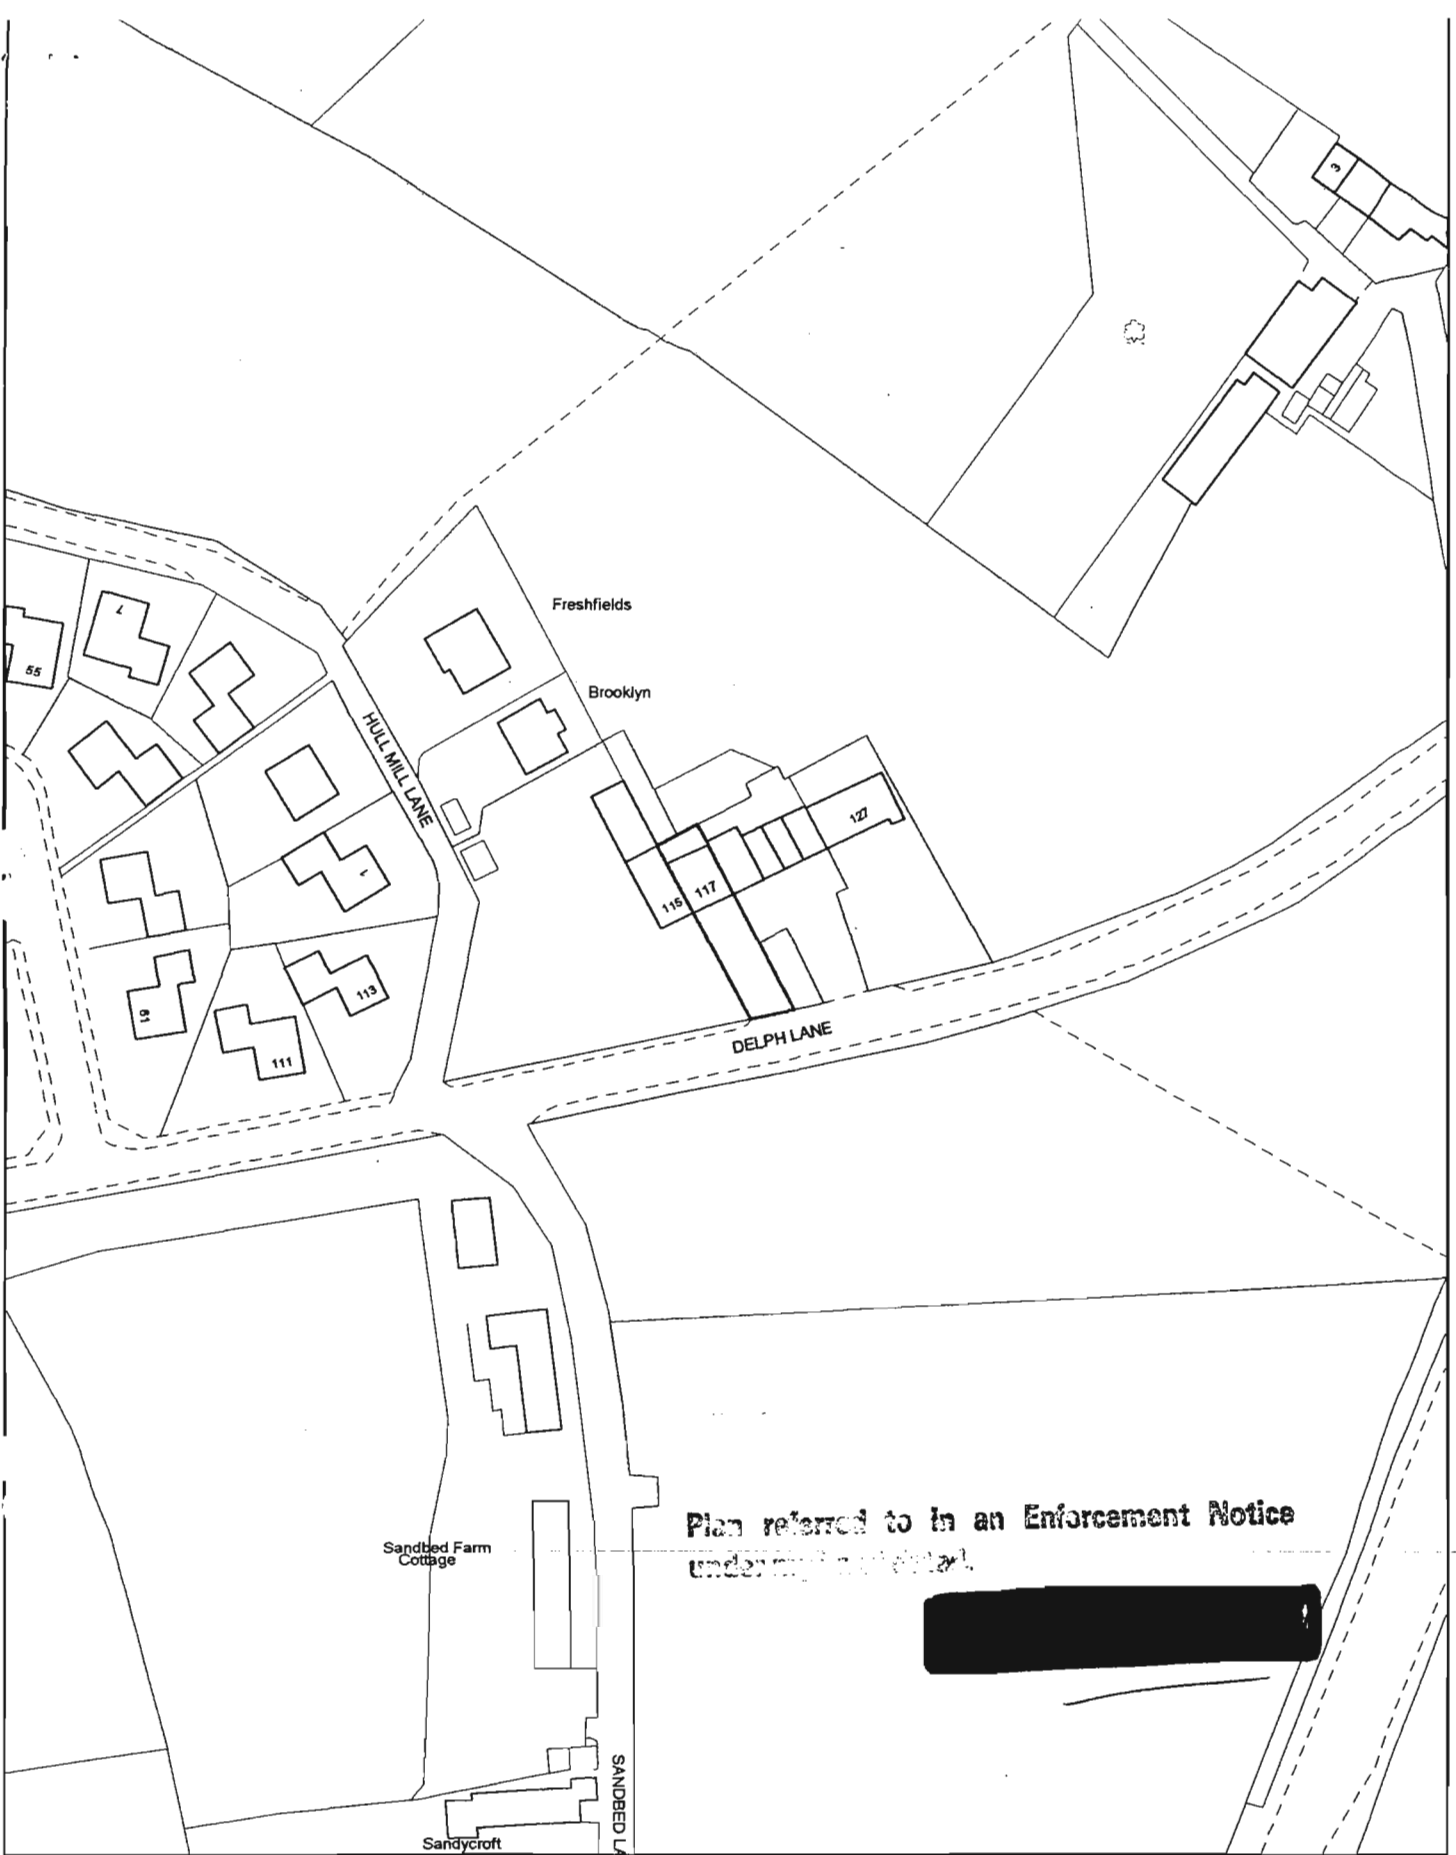 3
Freshfields
7
55
Brooklyn
HULL MILL LANE
127
1
117
115
113
61
111
DELPH LANE
Plan referred to in an Enforcement Notice
under
Sandbed Farm
Cottage
SANDBED LA
Sandycroft